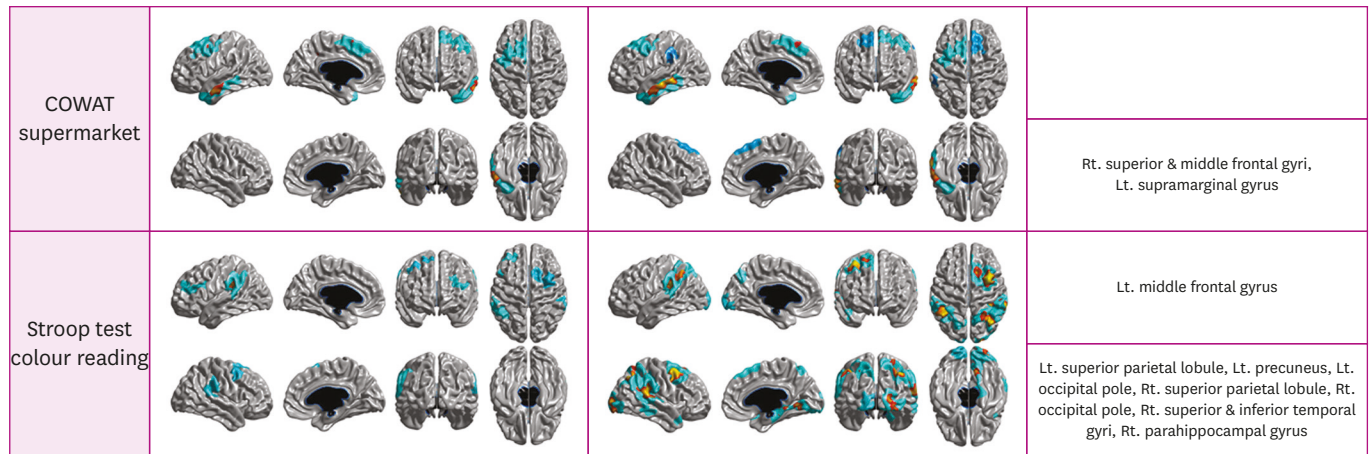 COWAT
supermarket
Rt. superior & middle frontal gyri,
Lt. supramarginal gyrus
Stroop test
colour reading
Lt. middle frontal gyrus
Lt. superior parietal lobule, Lt. precuneus, Lt.
occipital pole, Rt. superior parietal lobule, Rt.
occipital pole, Rt. superior & inferior temporal
gyri, Rt. parahippocampal gyrus